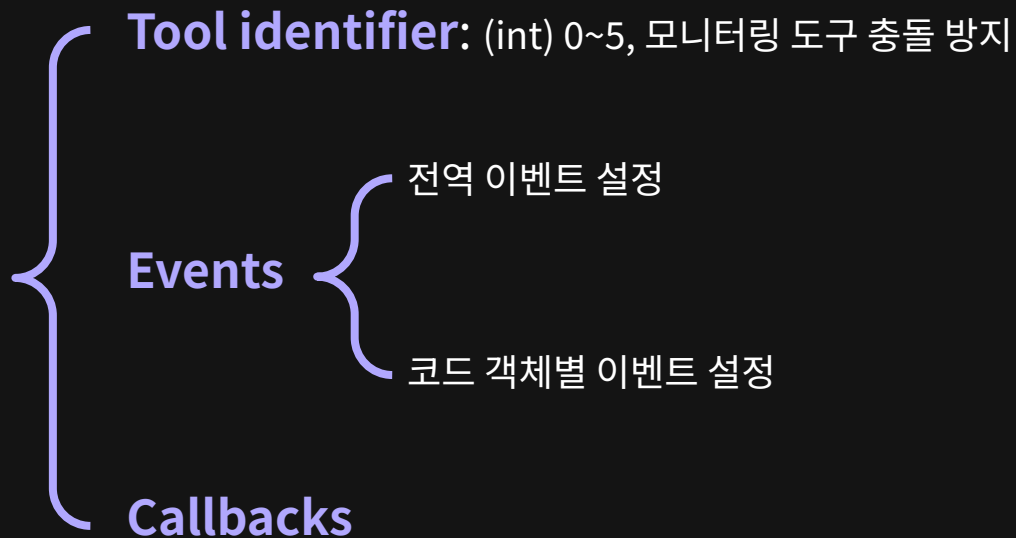 Tool identifier: (int) 0~5, 모니터링 도구 충돌 방지
전역 이벤트 설정
Events
코드 객체별 이벤트 설정
Callbacks